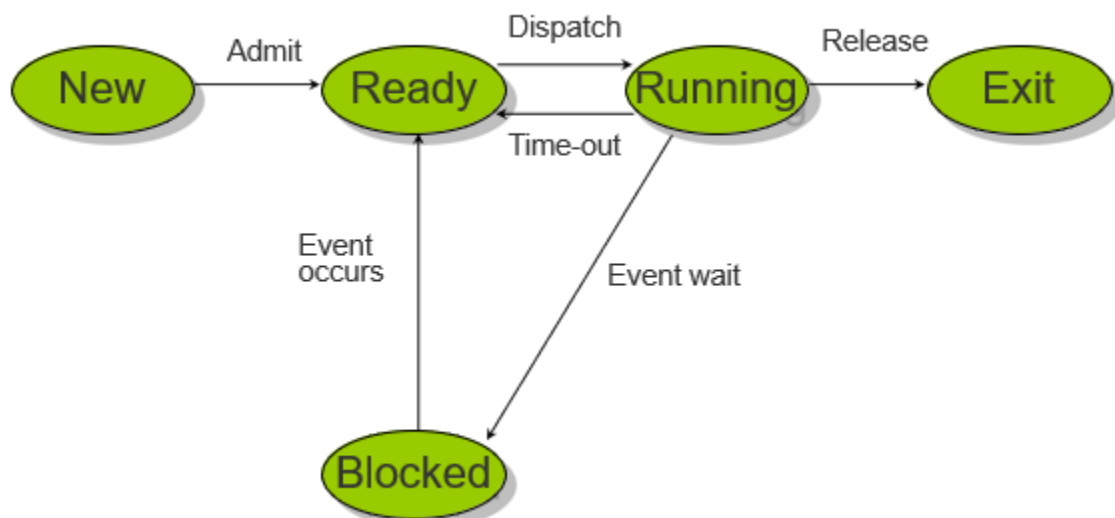 Dispatch
Admit
Release
New
Ready
Running
Exit
Time-out
Event
occurs
Event wait
Blocked